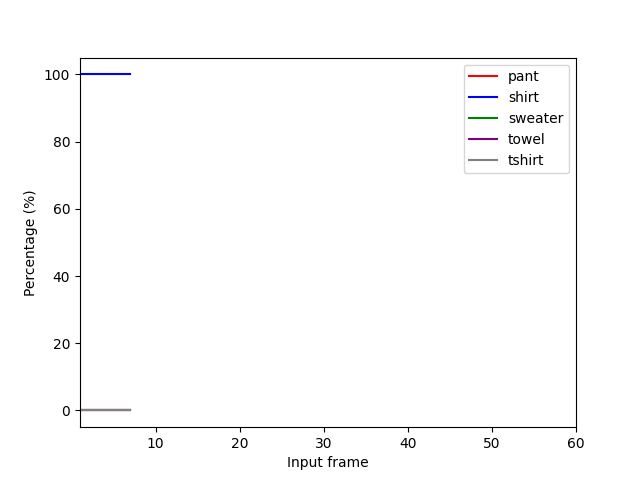 100
80
60
40
20
0
Percentage (%)
pant
shirt
sweater
towel
tshirt
10 20 30 40 50 60
Input frame